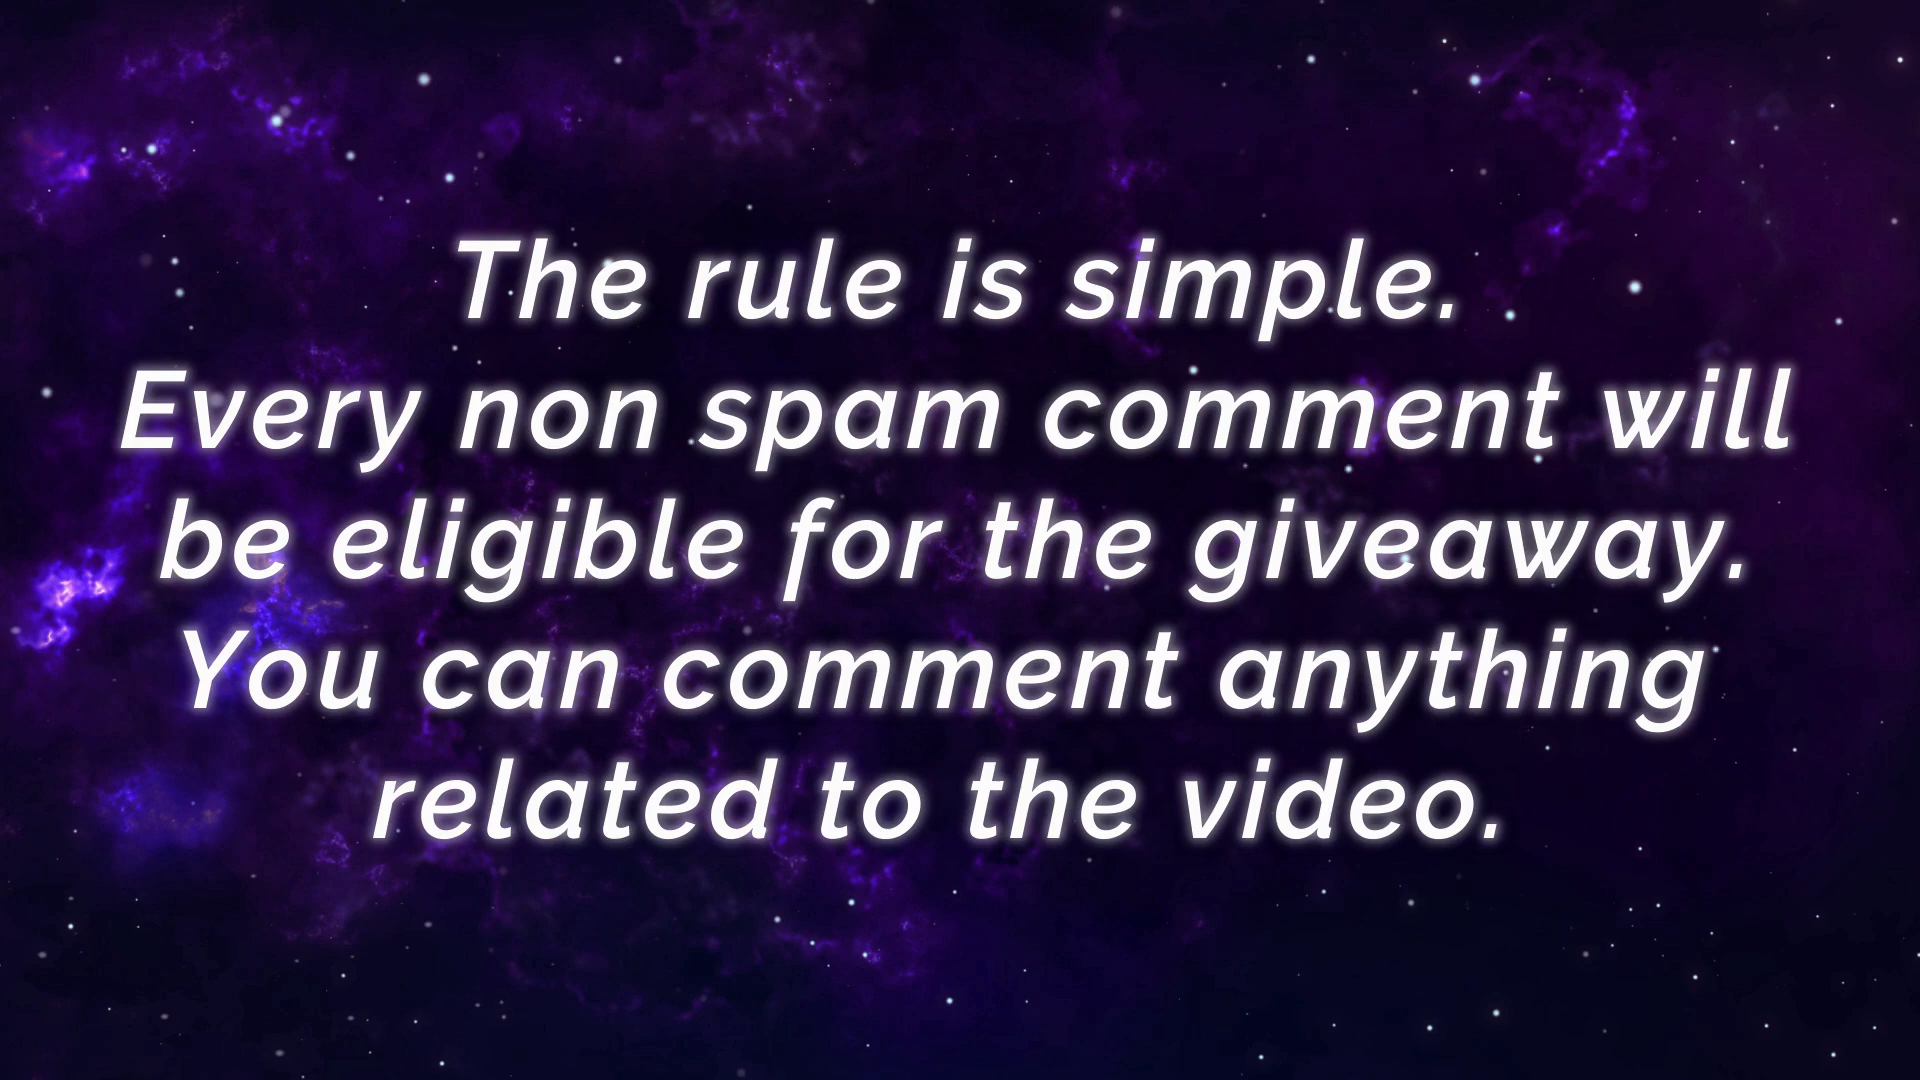 The rule is simple.
Every non spam comment will
be eligible for the giveaway.
You can comment anything
related to the video.